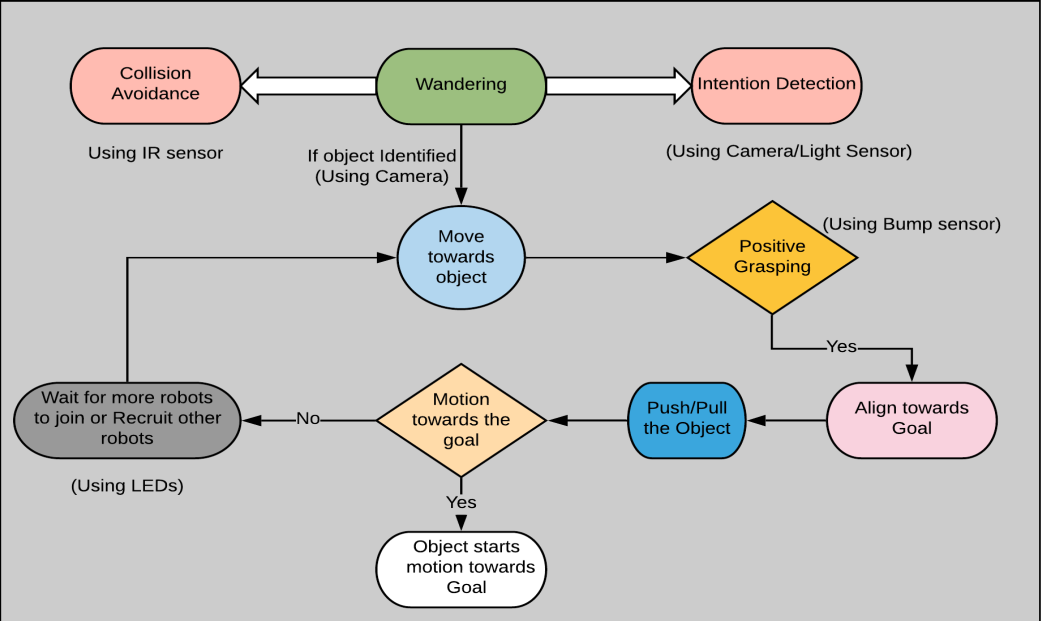 Collision
Avoidance
Wandering
Intention Detection
Using IR sensor
If object Identified
(Using Camera)
(Using Camera/Light Sensor)
Move
towards
object
Positive
Grasping
(Using Bump sensor)
Yes
Wait for more robots
to join or Recruit other
robots
No
Motion
towards the
goal
Push/Pull
the Object
Align towards
Goal
(Using LEDs)
Yes
Object starts
motion towards
Goal